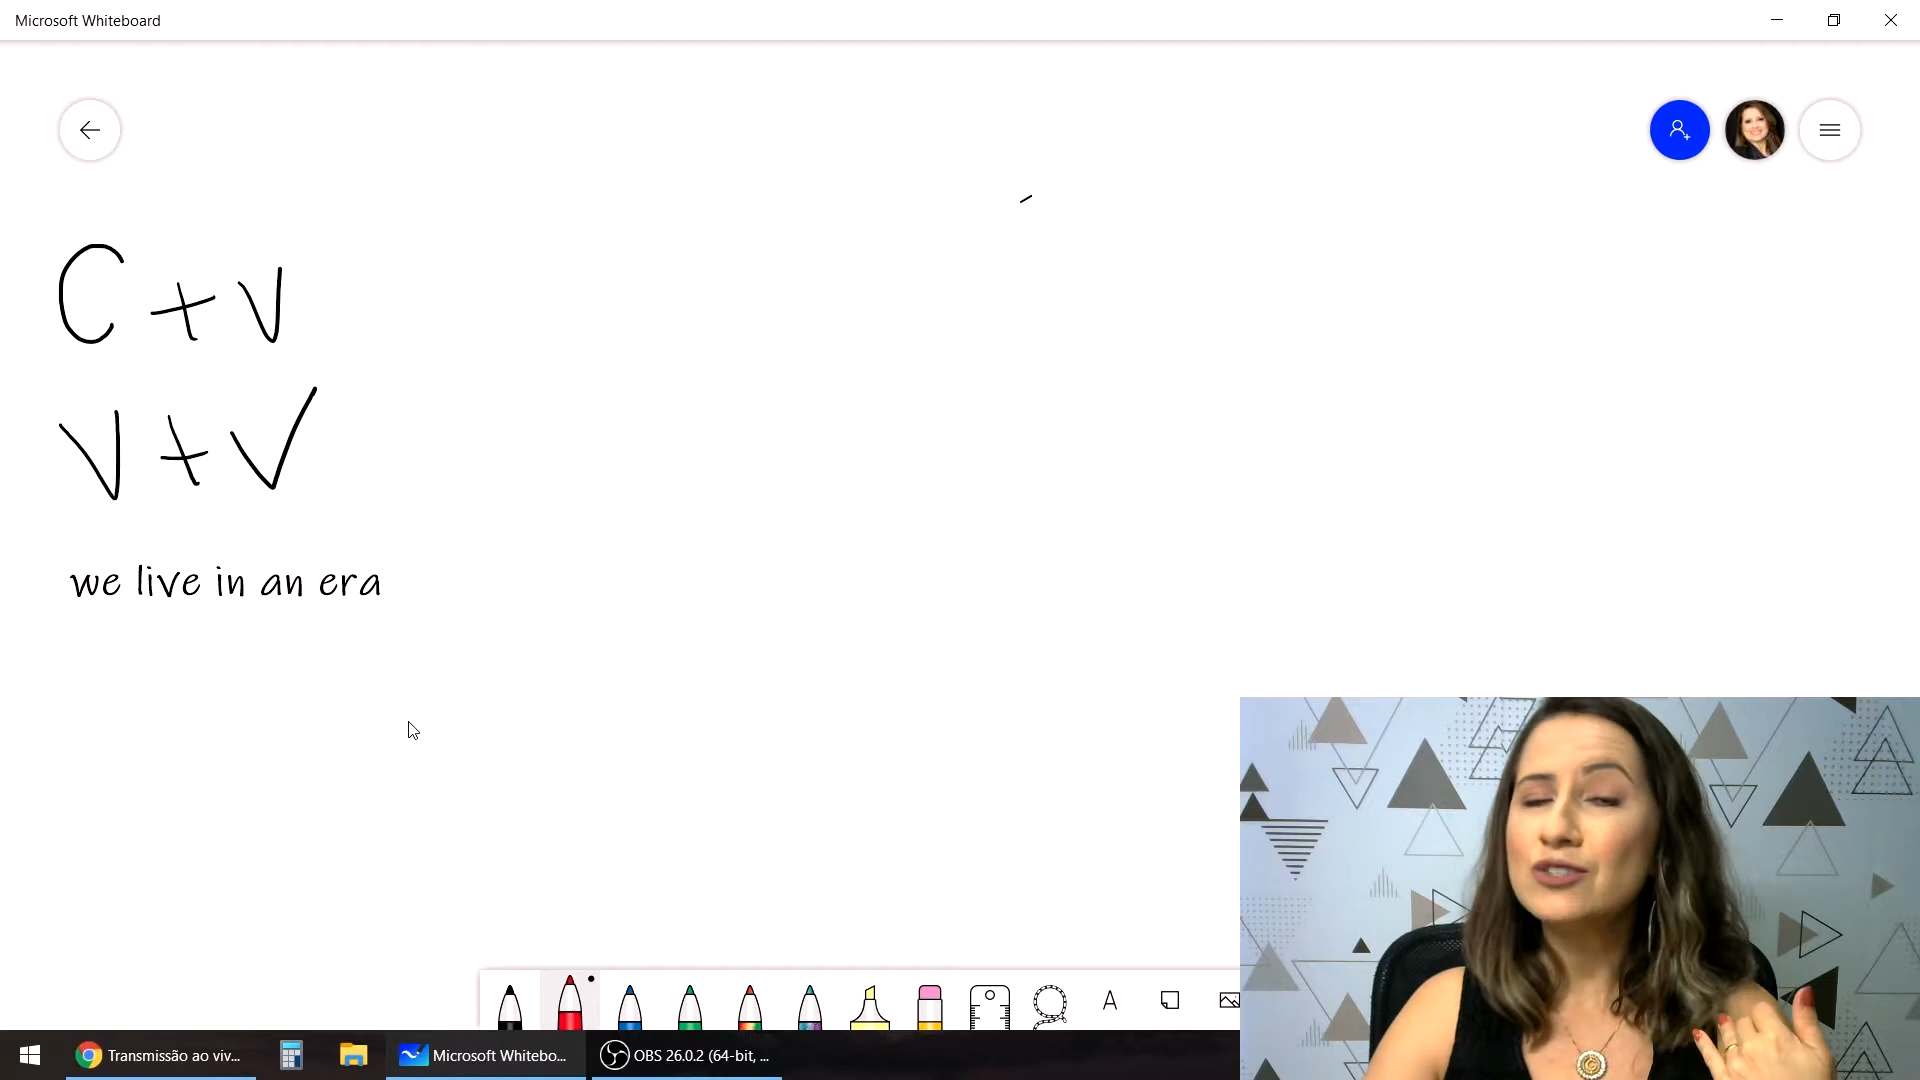 Microsoft Whiteboard
C + V
V + V
we live in an era
A
Transmissão ao viv...
Microsoft Whitebo...
OBS 26.0.2 (64-bit, ...